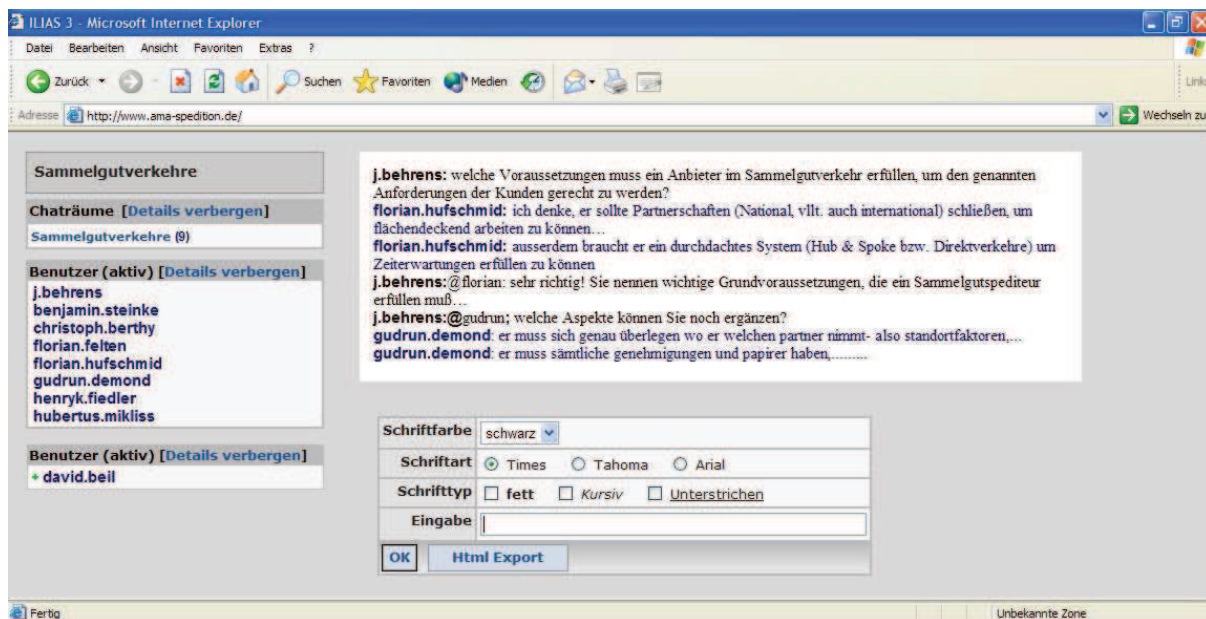 ILIAS 3 - Microsoft Internet Explorer
Datei Bearbeiten Ansicht Favoriten Extras ?
Zurück Suchen Favoriten Medien
Adresse http://www.ama-spedition.de/ Wechseln zu
Sammelgutverkehre
Chaträume [Details verbergen]
Sammelgutverkehre (9)
Benutzer (aktiv) [Details verbergen]
j.behrens
benjamin.steinke
christoph.berthy
florian.felten
florian.hufschmid
gudrun.demond
henryk.fiedler
hubertus.mikliss
Benutzer (aktiv) [Details verbergen]
+ david.beil
j.behrens: welche Voraussetzungen muss ein Anbieter im Sammelgutverkehr erfüllen, um den genannten
Anforderungen der Kunden gerecht zu werden?
florian.hufschmid: ich denke, er sollte Partnerschaften (National, vllt. auch international) schließen, um
flächendeckend arbeiten zu können…
florian.hufschmid: ausserdem braucht er ein durchdachtes System (Hub & Spoke bzw. Direktverkehre) um
Zeiterwartungen erfüllen zu können
j.behrens:@florian: sehr richtig! Sie nennen wichtige Grundvoraussetzungen, die ein Sammelgutspediteur
erfüllen muß…
j.behrens:@gudrun; welche Aspekte können Sie noch ergänzen?
gudrun.demond: er muss sich genau überlegen wo er welchen partner nimmt- also standortfaktoren,...
gudrun.demond: er muss sämtliche genehmigungen und papirer haben,.........
Schriftfarbe schwarz
Schriftart Times Tahoma Arial
Schrifttyp fett Kursiv Unterstrichen
Eingabe
OK Html Export
Fertig Unbekannte Zone